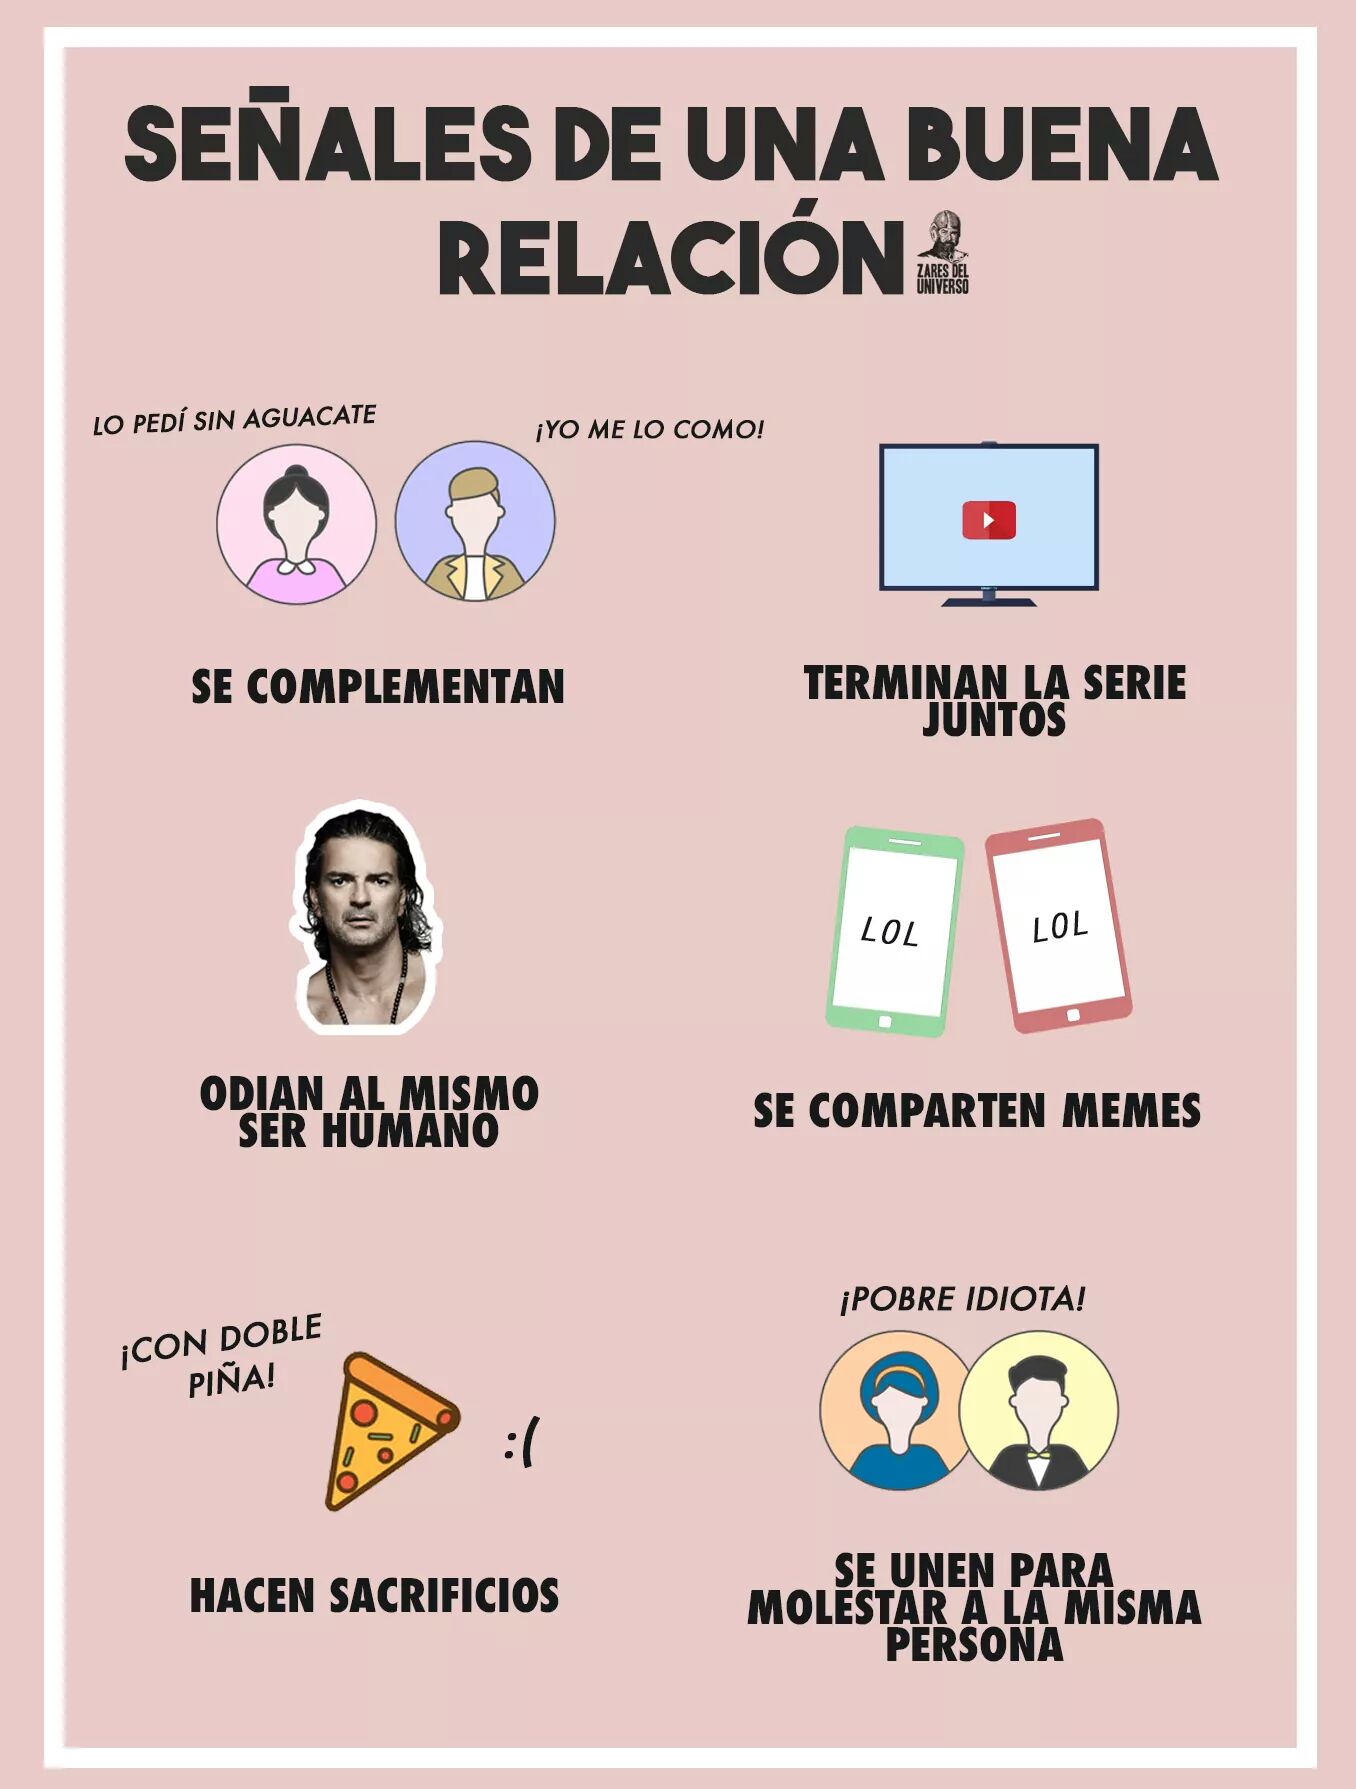 SEÑALES DE UNA BUENA
RELACIÓN
ZARES DEL
UNIVERSO
LO PEDÍ SIN AGUACATE
¡YO ME LO COMO!
SE COMPLEMENTAN
TERMINAN LA SERIE
JUNTOS
LOL
LOL
ODIAN AL MISMO
SER HUMANO
SE COMPARTEN MEMES
¡CON DOBLE
PIÑA!
:(
HACEN SACRIFICIOS
¡POBRE IDIOTA!
SE UNEN PARA
MOLESTAR A LA MISMA
PERSONA